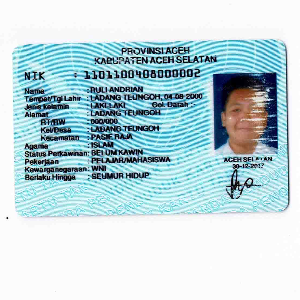 PROVINSI ACEH
KABUPATEN ACEH SELATAN
NIK : 1101100408000002
Nama : RULI ANDRIAN
Tempat/Tgl Lahir : LADANG TEUNGOH, 04-08-2000
Jenis Kelamin : LAKI-LAKI Gol. Darah : -
Alamat : LADANG TEUNGOH
RT/RW : 000/000
Kel/Desa : LADANG TEUNGOH
Kecamatan : PASIE RAJA
Agama : ISLAM
Status Perkawinan: BELUM KAWIN
Pekerjaan : PELAJAR/MAHASISWA
Kewarganegaraan: WNI
Berlaku Hingga : SEUMUR HIDUP
ACEH SELATAN
30-12-2017